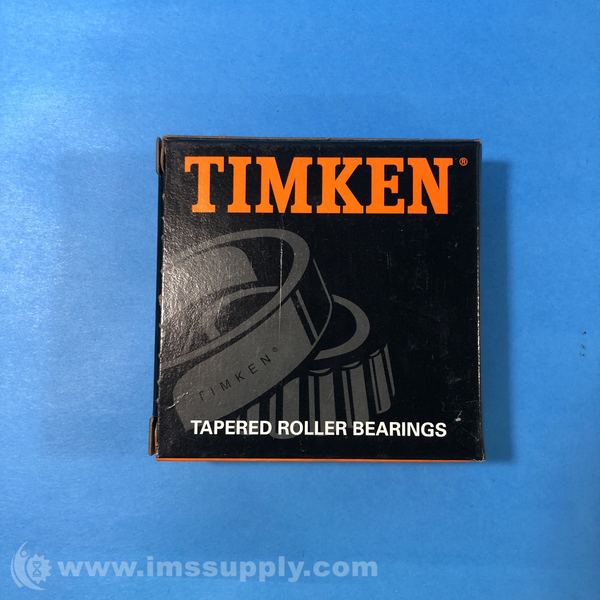 TIMKEN®
TIMKEN®
TAPERED ROLLER BEARINGS
www.imssupply.com